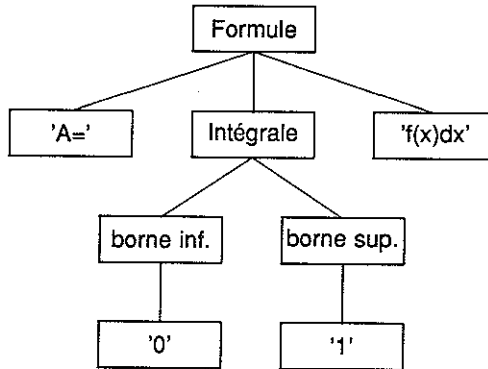 Formule
'A='
Intégrale
'f(x)dx'
borne inf.
borne sup.
'0'
'1'